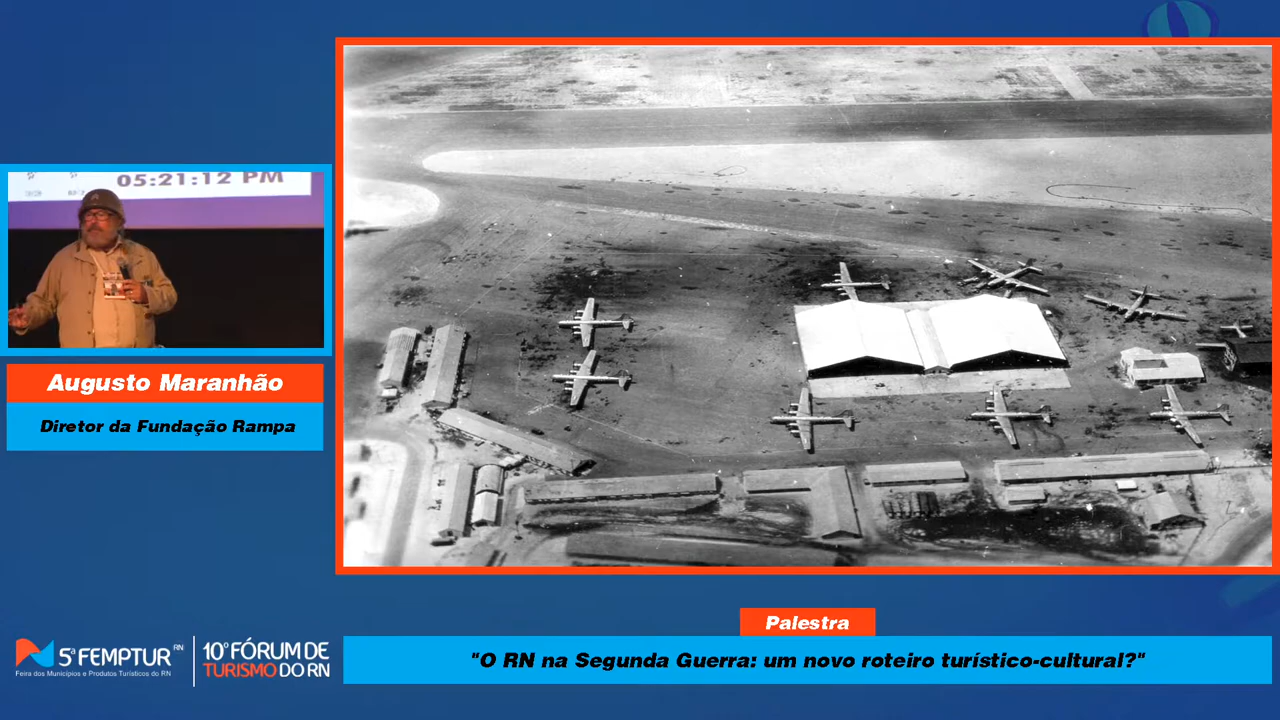 05:21:12 PM
Augusto Maranhão
Diretor da Fundação Rampa
5ª FEMPTUR RN
Feira dos Municípios e Produtos Turísticos do RN
10º FÓRUM DE
TURISMO DO RN
Palestra
"O RN na Segunda Guerra: um novo roteiro turístico-cultural?"